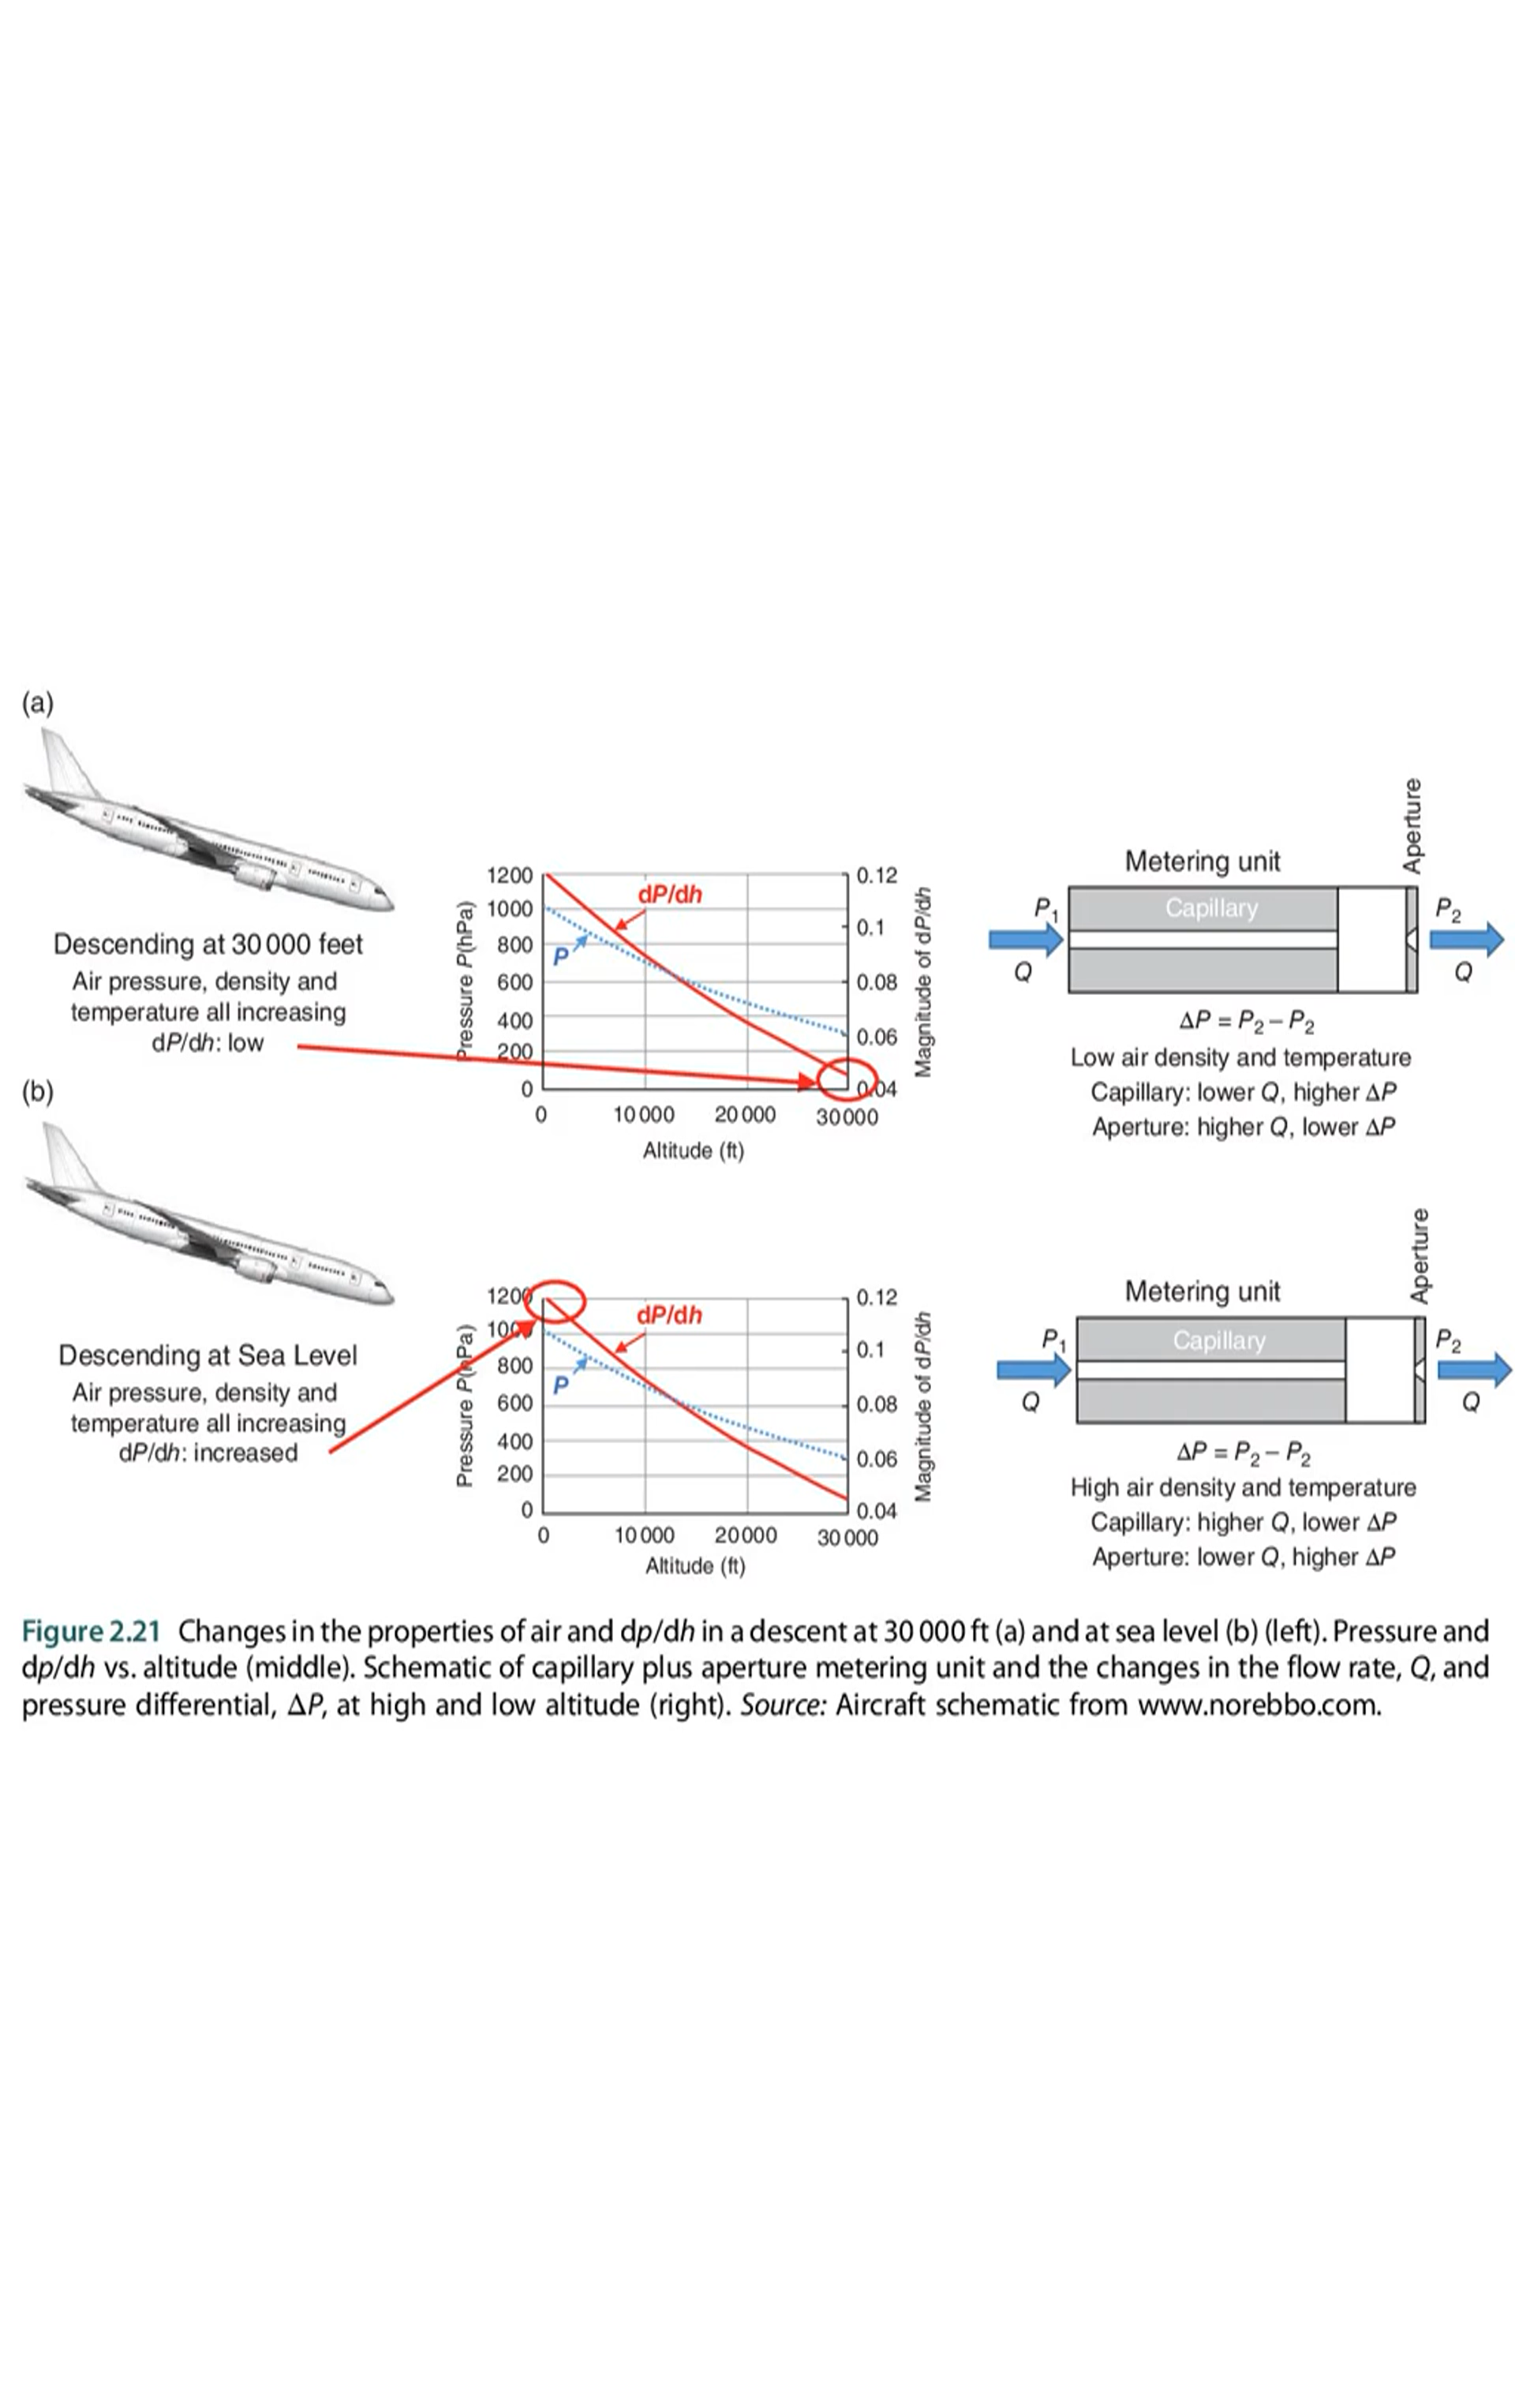 (a)
Descending at 30 000 feet
Air pressure, density and
temperature all increasing
dP/dh: low
1200
1000
800
600
400
200
0
Pressure P(hPa)
dP/dh
P
0.12
0.1
0.08
0.06
0.04
Magnitude of dP/dh
0
10 000
20 000
30 000
Altitude (ft)
Metering unit
Aperture
Capillary
P1
Q
P2
Q
ΔP = P2 – P2
Low air density and temperature
Capillary: lower Q, higher ΔP
Aperture: higher Q, lower ΔP
(b)
Descending at Sea Level
Air pressure, density and
temperature all increasing
dP/dh: increased
1200
1000
800
600
400
200
0
Pressure P(hPa)
dP/dh
P
0.12
0.1
0.08
0.06
0.04
Magnitude of dP/dh
0
10 000
20 000
30 000
Altitude (ft)
Metering unit
Aperture
Capillary
P1
Q
P2
Q
ΔP = P2 – P2
High air density and temperature
Capillary: higher Q, lower ΔP
Aperture: lower Q, higher ΔP
Figure 2.21 Changes in the properties of air and dp/dh in a descent at 30 000 ft (a) and at sea level (b) (left). Pressure and
dp/dh vs. altitude (middle). Schematic of capillary plus aperture metering unit and the changes in the flow rate, Q, and
pressure differential, ΔP, at high and low altitude (right). Source: Aircraft schematic from www.norebbo.com.